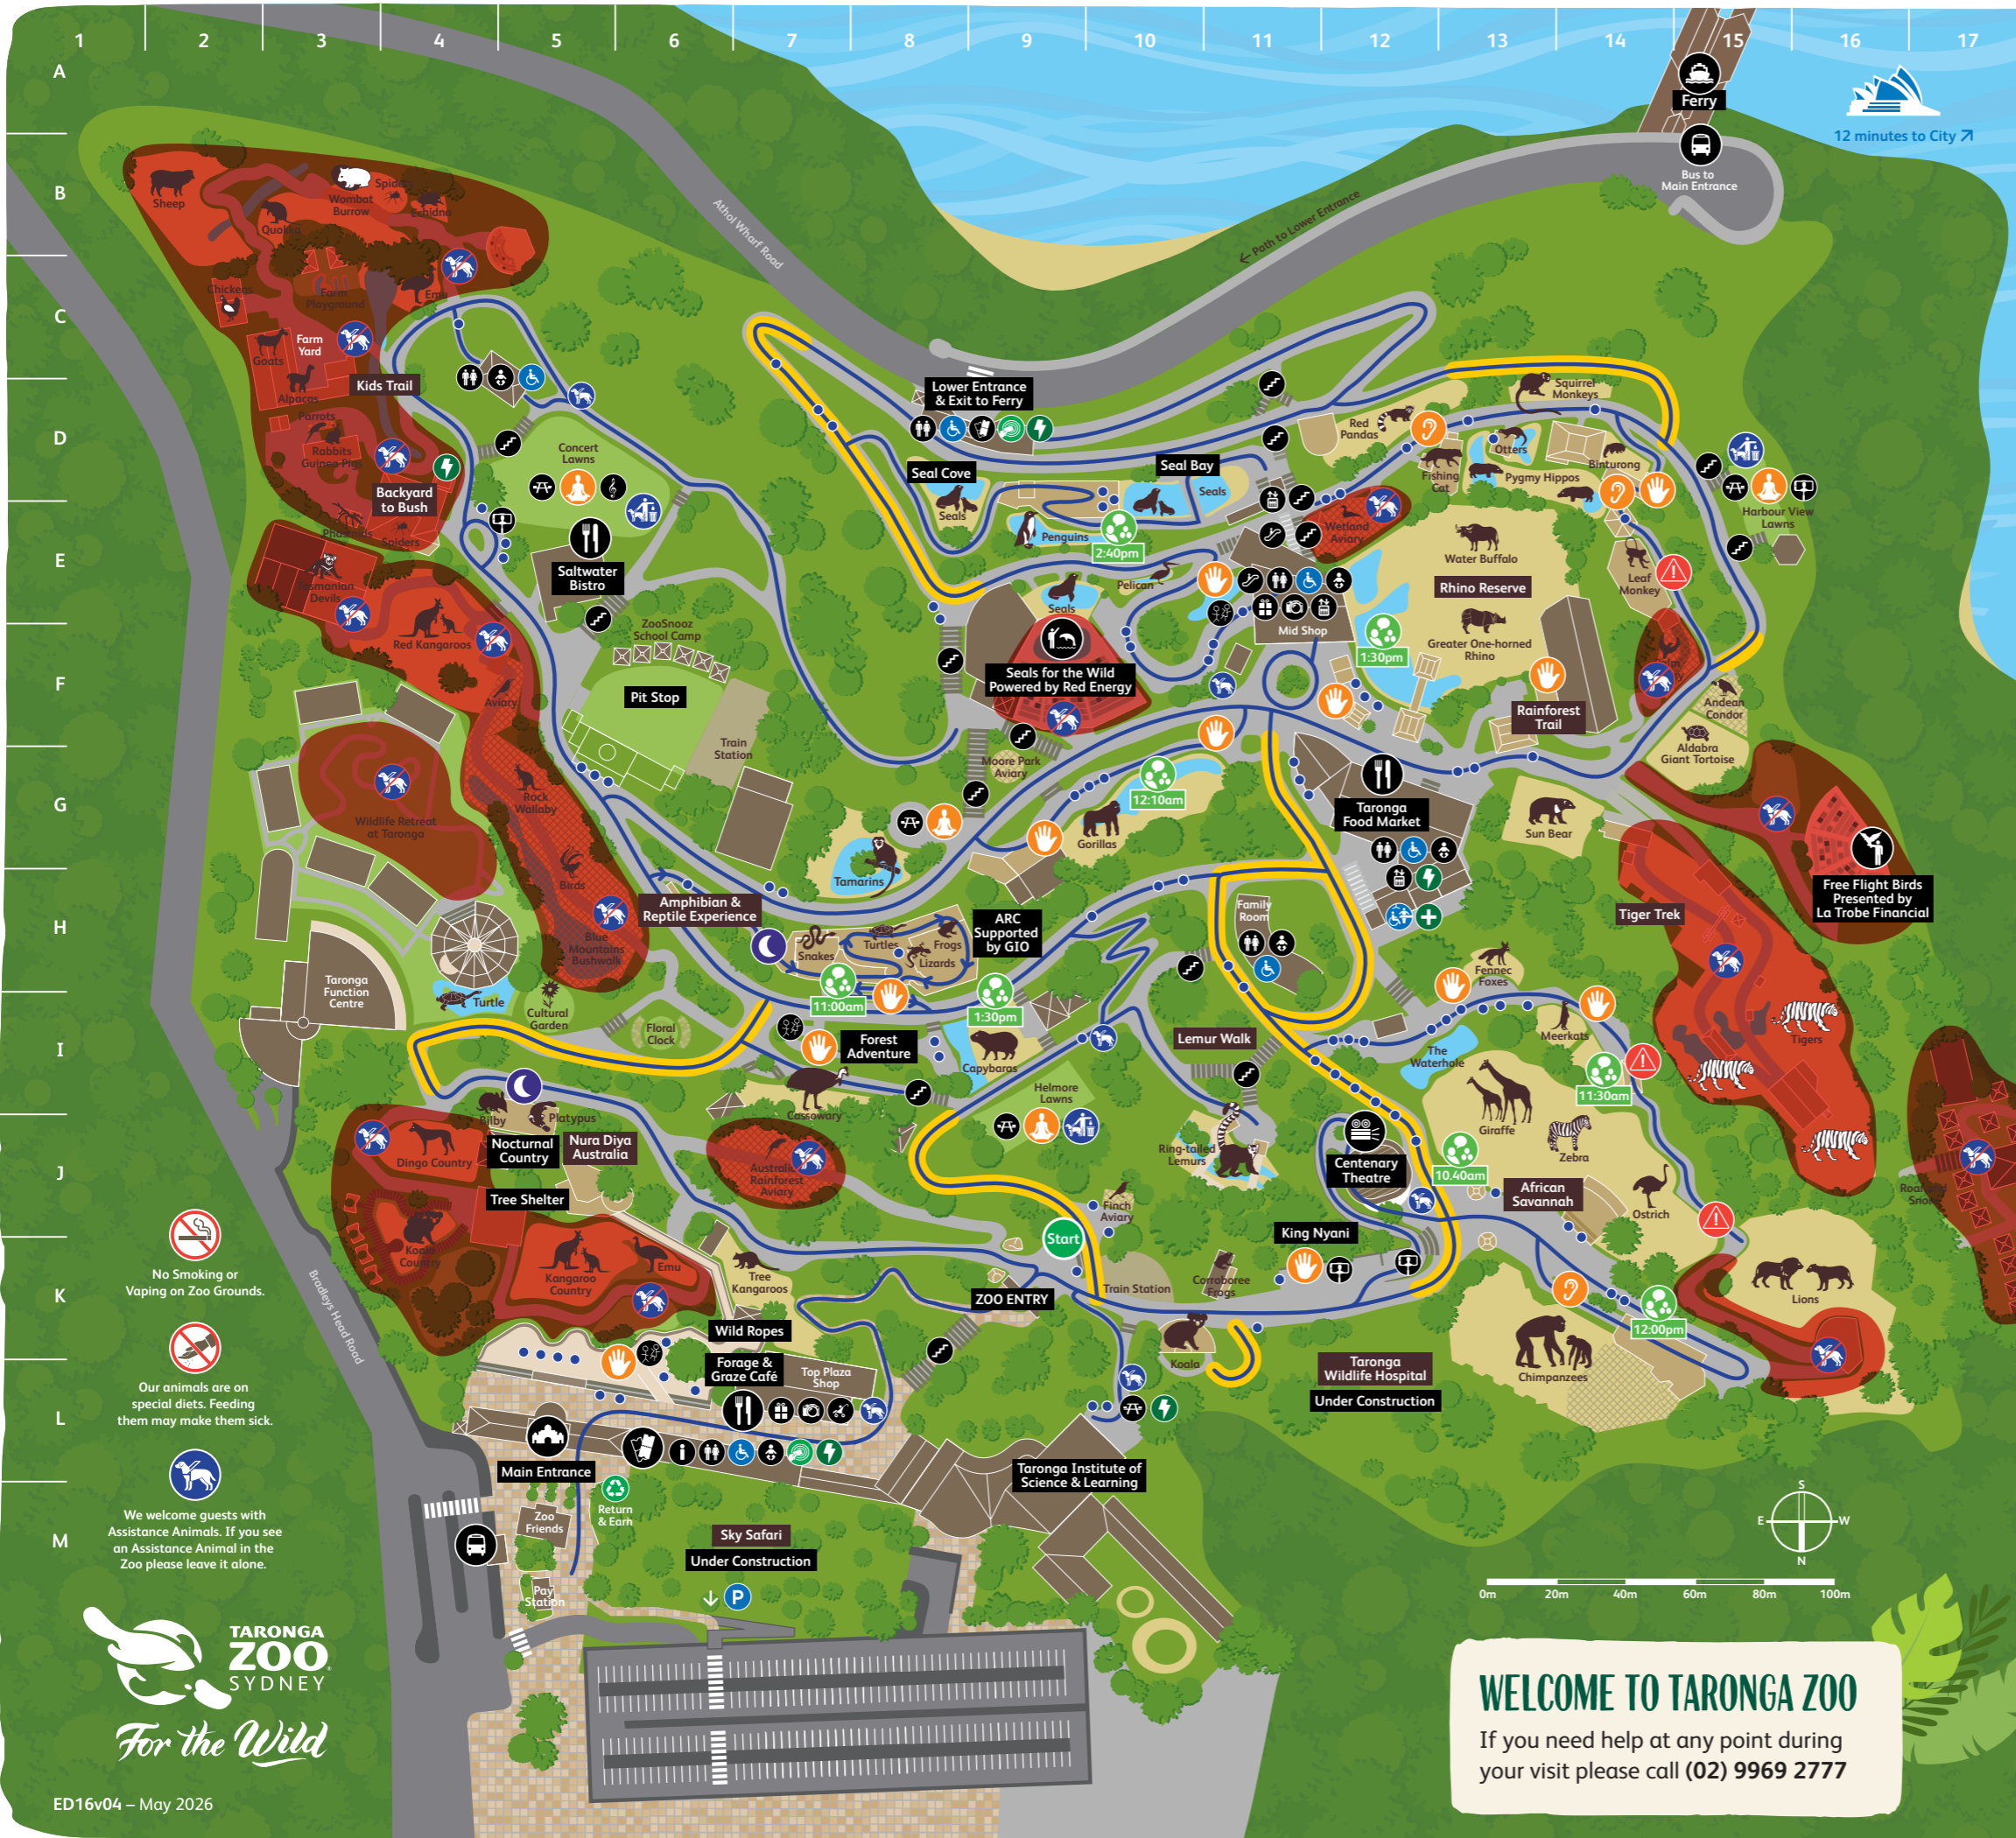 1 2 3 4 5 6 7 8 9 10 11 12 13 14 15 16 17
A
Ferry
12 minutes to City
Bus to
Main Entrance
B
Sheep
Wombat
Burrow
Echidna
Quokka
Athol Wharf Road
Path to Lower Entrance
C
Chickens
Farm
Playground
Emu
Goats
Farm
Yard
Alpacas
Kids Trail
Lower Entrance
& Exit to Ferry
Squirrel
Monkeys
D
Parrots
Rabbits
Guinea Pigs
Concert
Lawns
Seal Cove
Seals
Seal Bay
Seals
Red
Pandas
Fishing
Cat
Otters
Pygmy Hippos
Binturong
Backyard
to Bush
Harbour View
Lawns
E
Spiders
Tasmanian
Devils
Saltwater
Bistro
Penguins
2:40pm
Pelican
Wetland
Aviary
Water Buffalo
Rhino Reserve
Leaf
Monkey
Seals
Mid Shop
Red Kangaroos
ZooSnooz
School Camp
Greater One-horned
Rhino
1:30pm
F
Aviary
Pit Stop
Seals for the Wild
Powered by Red Energy
Rainforest
Trail
Andean
Condor
Train
Station
Moore Park
Aviary
Aldabra
Giant Tortoise
G
Wildlife Retreat
at Taronga
Rock
Wallaby
12:10am
Gorillas
Taronga
Food Market
Sun Bear
Birds
Tamarins
H
Blue
Mountains
Bushwalk
Amphibian &
Reptile Experience
ARC
Supported
by GIO
Family
Room
Tiger Trek
Free Flight Birds
Presented by
La Trobe Financial
Snakes
Turtles
Frogs
Lizards
Fennec
Foxes
Taronga
Function
Centre
Turtle
Cultural
Garden
11:00am
1:30pm
I
Floral
Clock
Forest
Adventure
Capybaras
Lemur Walk
The
Waterhole
Meerkats
Tigers
Helmore
Lawns
11:30am
Bilby
Platypus
Cassowary
Giraffe
J
Dingo Country
Nocturnal
Country
Nura Diya
Australia
Australian
Rainforest
Aviary
Ring-tailed
Lemurs
Centenary
Theatre
10.40am
Zebra
African
Savannah
Ostrich
Tree Shelter
Finch
Aviary
Start
King Nyani
K
Koala
Country
Kangaroo
Country
Emu
Tree
Kangaroos
ZOO ENTRY
Train Station
Corroboree
Frogs
Lions
No Smoking or
Vaping on Zoo Grounds.
Bradleys Head Road
Wild Ropes
12:00pm
Forage &
Graze Café
Top Plaza
Shop
Koala
Taronga
Wildlife Hospital
Under Construction
Chimpanzees
L
Our animals are on
special diets. Feeding
them may make them sick.
Main Entrance
Taronga Institute of
Science & Learning
Return
& Earn
M
We welcome guests with
Assistance Animals. If you see
an Assistance Animal in the
Zoo please leave it alone.
Zoo
Friends
Sky Safari
Under Construction
P
Pay
Station
S
E
W
N
0m 20m 40m 60m 80m 100m
TARONGA
ZOO
SYDNEY
For the Wild
WELCOME TO TARONGA ZOO
If you need help at any point during
your visit please call (02) 9969 2777
ED16v04 – May 2026